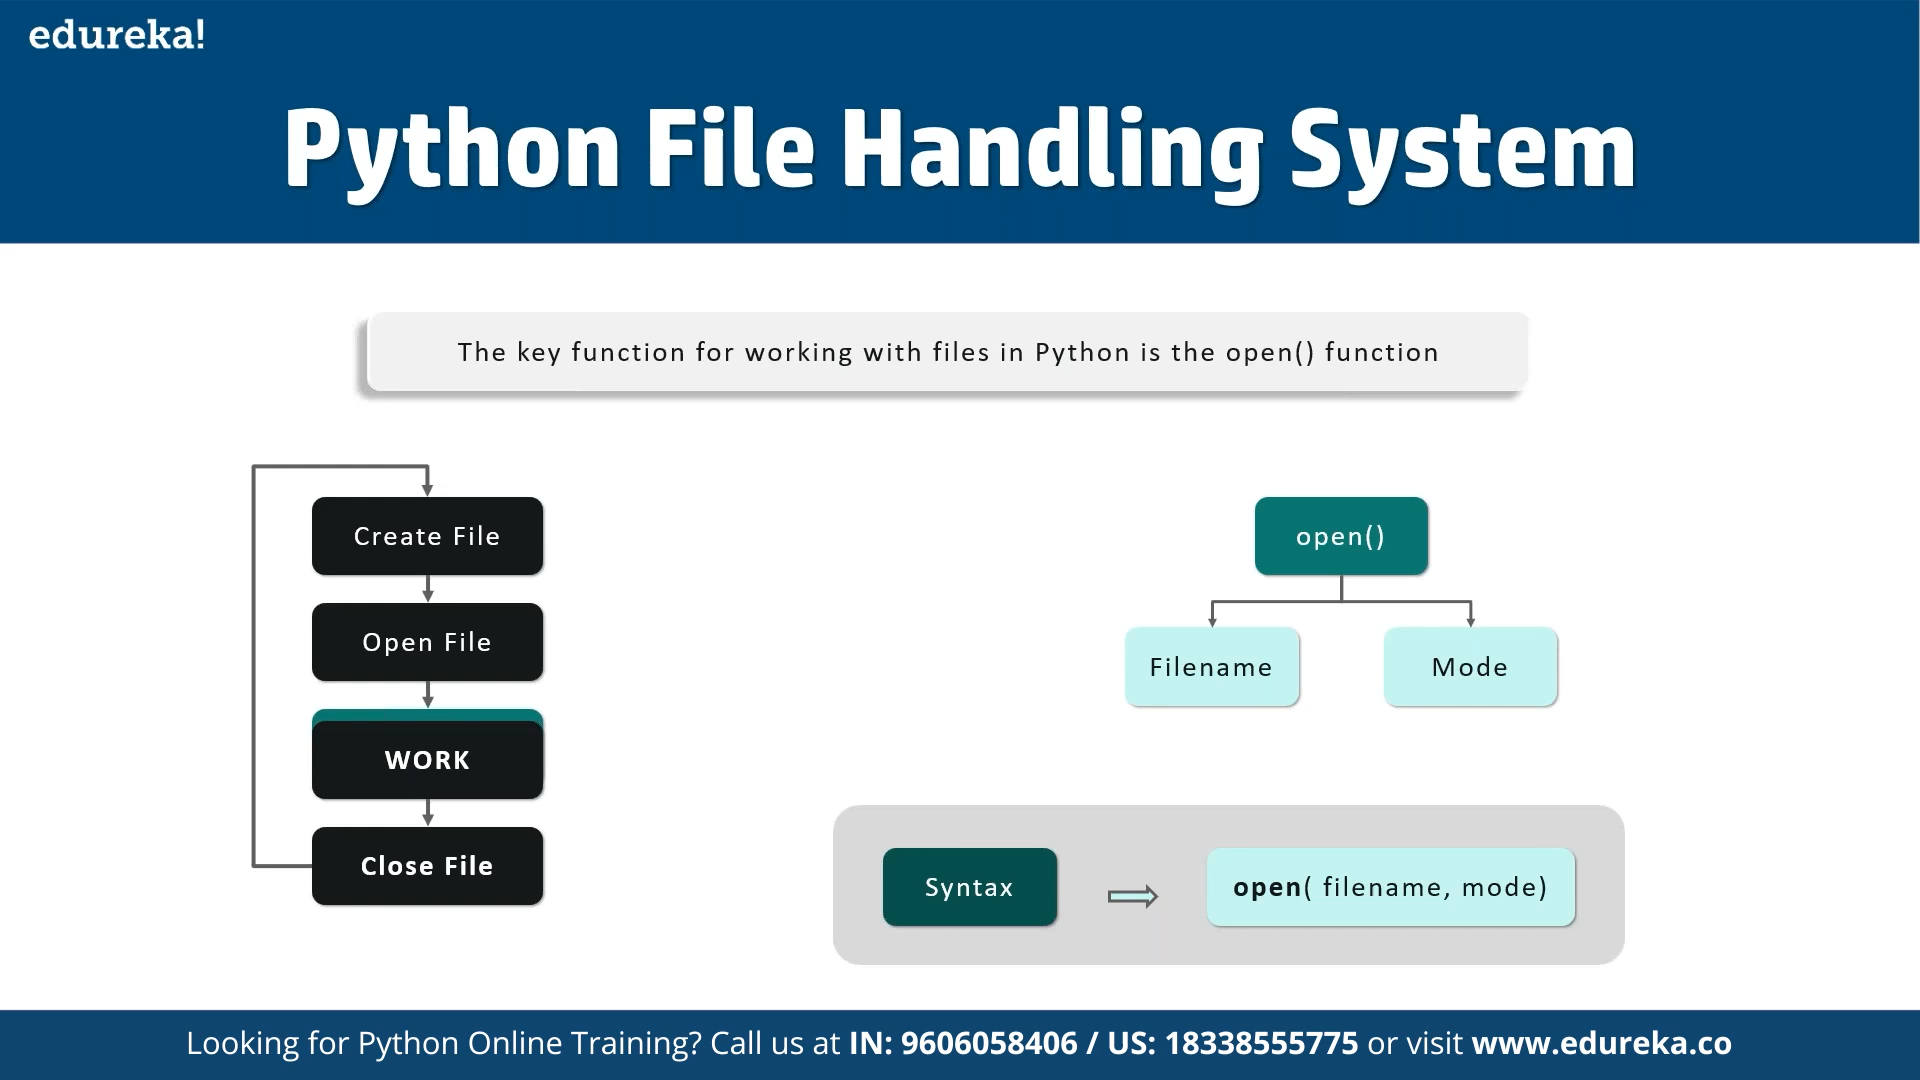 edureka!
Python File Handling System
The key function for working with files in Python is the open() function
Create File
Open File
WORK
Close File
open()
Filename
Mode
Syntax
open( filename, mode)
Looking for Python Online Training? Call us at IN: 9606058406 / US: 18338555775 or visit www.edureka.co